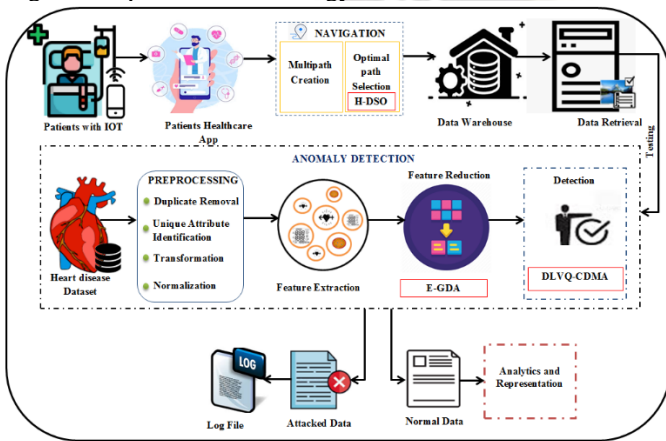 NAVIGATION
Multipath
Creation
Optimal
path
Selection
H-DSO
Patients with IOT
Patients Healthcare
App
Data Warehouse
Data Retrieval
Testing
ANOMALY DETECTION
PREPROCESSING
Duplicate Removal
Unique Attribute
Identification
Transformation
Normalization
Heart disease
Dataset
Feature Extraction
Feature Reduction
E-GDA
Detection
DLVQ-CDMA
LOG
Log File
Attacked Data
Normal Data
Analytics and
Representation